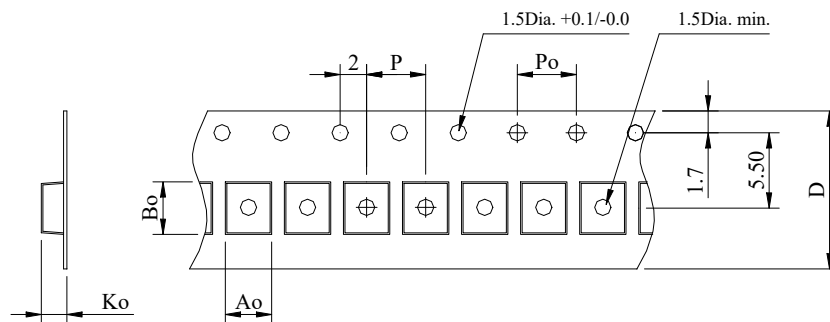 1.5Dia. +0.1/-0.0
1.5Dia. min.
2
P
Po
1.7
5.50
D
Bo
Ko
Ao